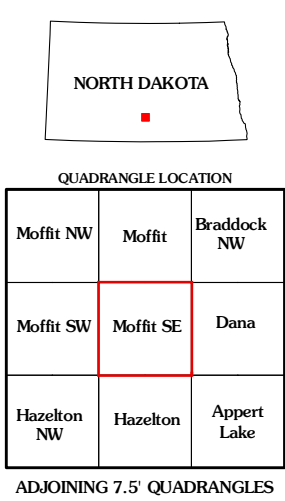 NORTH DAKOTA
QUADRANGLE LOCATION
Moffit NW
Moffit
Braddock
NW
Moffit SW
Moffit SE
Dana
Hazelton
NW
Hazelton
Appert
Lake
ADJOINING 7.5' QUADRANGLES